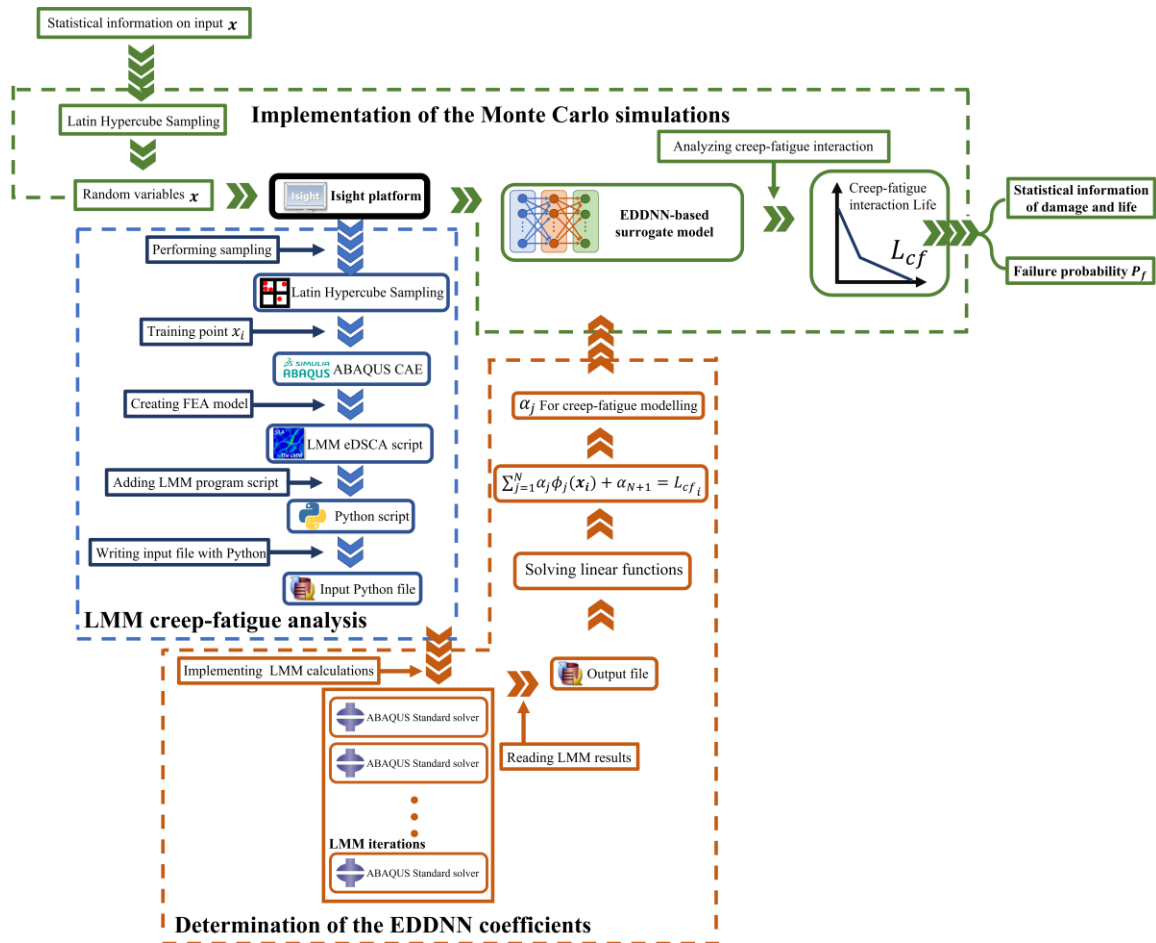 Statistical information on input x
Implementation of the Monte Carlo simulations
Latin Hypercube Sampling
Random variables x
Isight
Isight platform
EDDNN-based
surrogate model
Analyzing creep-fatigue interaction
Creep-fatigue
interaction Life
L_{cf}
Statistical information
of damage and life
Failure probability P_f
Performing sampling
Latin Hypercube Sampling
Training point x_i
SIMULIA
ABAQUS
ABAQUS CAE
Creating FEA model
LMM eDSCA script
Adding LMM program script
Python script
Writing input file with Python
Input Python file
LMM creep-fatigue analysis
α_j For creep-fatigue modelling
∑_{j=1}^{N} α_j ϕ_j(x_i) + α_{N+1} = L_{cf_i}
Solving linear functions
Output file
Reading LMM results
Implementing LMM calculations
ABAQUS Standard solver
ABAQUS Standard solver
LMM iterations
ABAQUS Standard solver
Determination of the EDDNN coefficients